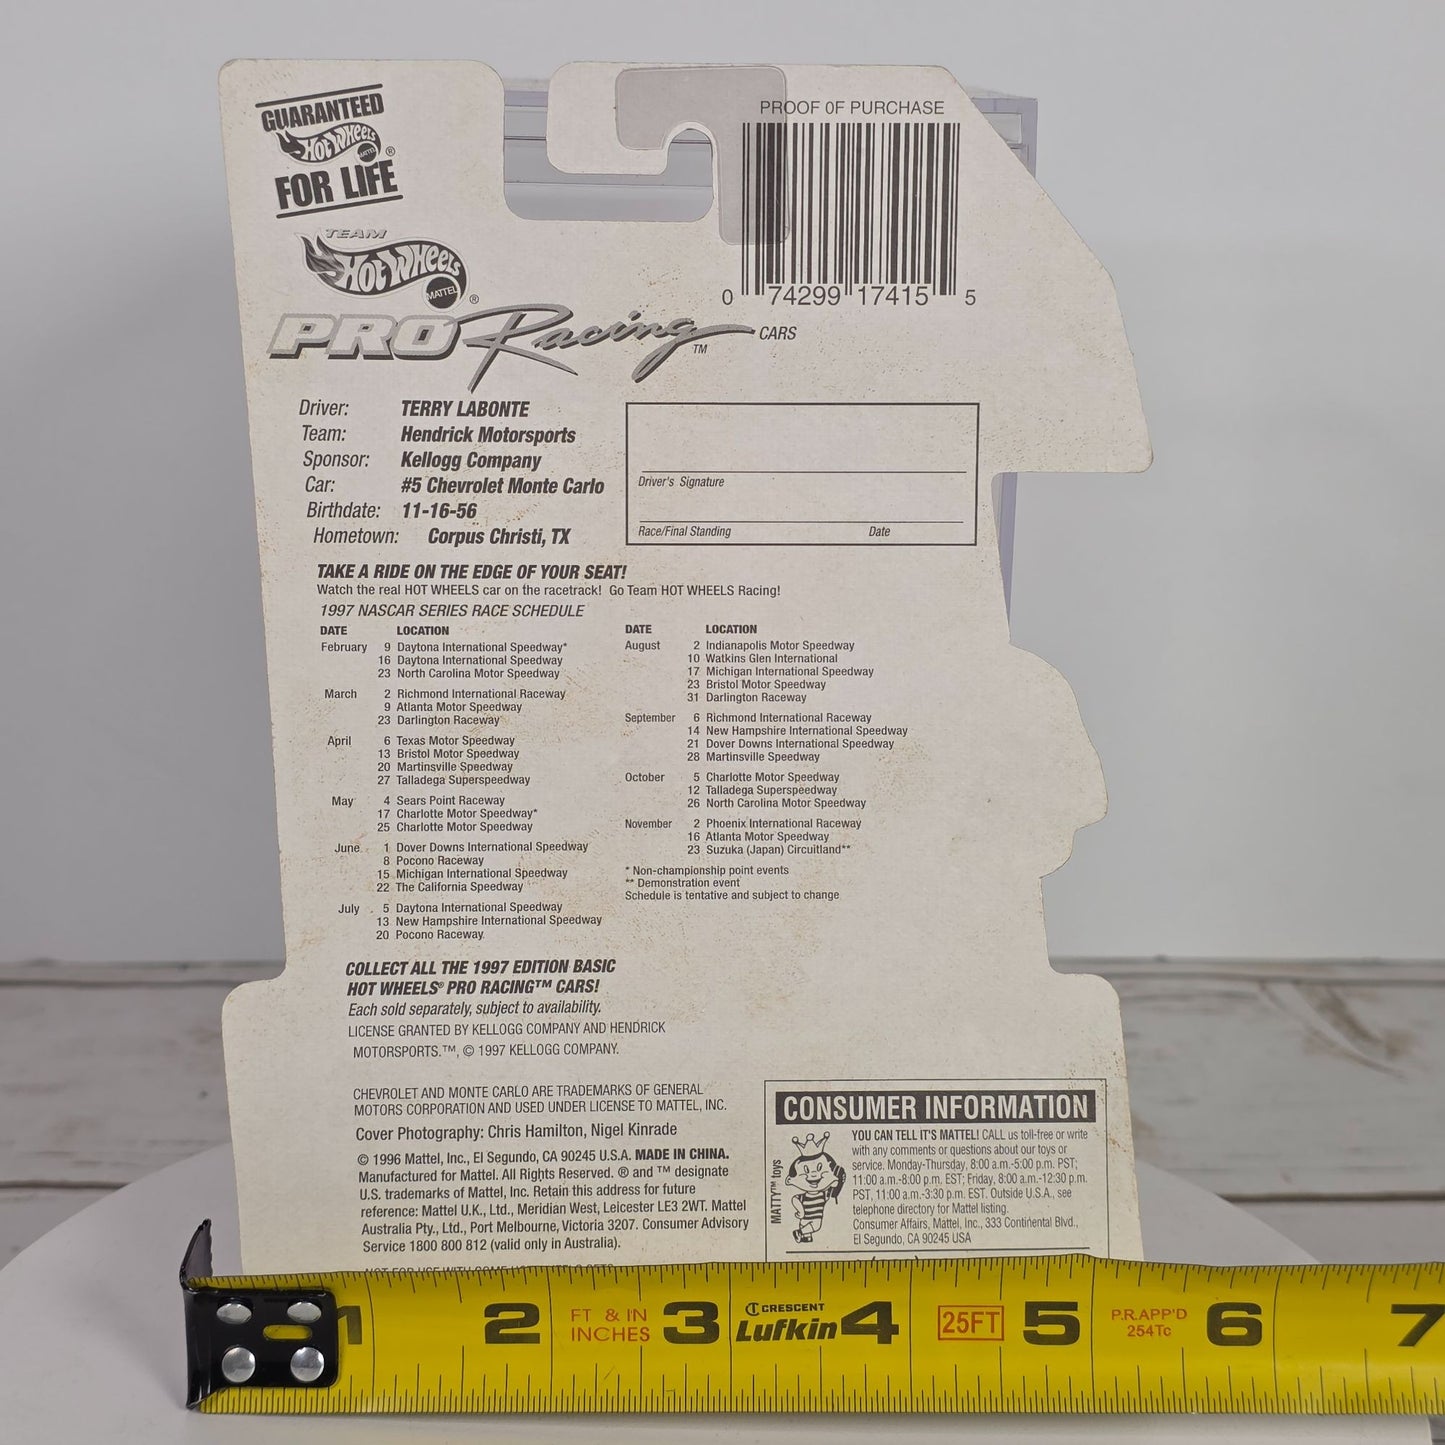 GUARANTEED
Hot Wheels
MATTEL
®
FOR LIFE
PROOF OF PURCHASE
0 74299 17415 5
TEAM
Hot Wheels
MATTEL
®
PRO Racing™ CARS
Driver: TERRY LABONTE
Team: Hendrick Motorsports
Sponsor: Kellogg Company
Car: #5 Chevrolet Monte Carlo
Birthdate: 11-16-56
Hometown: Corpus Christi, TX
Driver's Signature
Race/Final Standing Date
TAKE A RIDE ON THE EDGE OF YOUR SEAT!
Watch the real HOT WHEELS car on the racetrack! Go Team HOT WHEELS Racing!
1997 NASCAR SERIES RACE SCHEDULE
DATE LOCATION
February 9 Daytona International Speedway*
16 Daytona International Speedway
23 North Carolina Motor Speedway
March 2 Richmond International Raceway
9 Atlanta Motor Speedway
23 Darlington Raceway
April 6 Texas Motor Speedway
13 Bristol Motor Speedway
20 Martinsville Speedway
27 Talladega Superspeedway
May 4 Sears Point Raceway
17 Charlotte Motor Speedway*
25 Charlotte Motor Speedway
June 1 Dover Downs International Speedway
8 Pocono Raceway
15 Michigan International Speedway
22 The California Speedway
July 5 Daytona International Speedway
13 New Hampshire International Speedway
20 Pocono Raceway
DATE LOCATION
August 2 Indianapolis Motor Speedway
10 Watkins Glen International
17 Michigan International Speedway
23 Bristol Motor Speedway
31 Darlington Raceway
September 6 Richmond International Raceway
14 New Hampshire International Speedway
21 Dover Downs International Speedway
28 Martinsville Speedway
October 5 Charlotte Motor Speedway
12 Talladega Superspeedway
26 North Carolina Motor Speedway
November 2 Phoenix International Raceway
16 Atlanta Motor Speedway
23 Suzuka (Japan) Circuitland**
* Non-championship point events
** Demonstration event
Schedule is tentative and subject to change
COLLECT ALL THE 1997 EDITION BASIC
HOT WHEELS® PRO RACING™ CARS!
Each sold separately, subject to availability.
LICENSE GRANTED BY KELLOGG COMPANY AND HENDRICK
MOTORSPORTS.™, © 1997 KELLOGG COMPANY.
CHEVROLET AND MONTE CARLO ARE TRADEMARKS OF GENERAL
MOTORS CORPORATION AND USED UNDER LICENSE TO MATTEL, INC.
Cover Photography: Chris Hamilton, Nigel Kinrade
© 1996 Mattel, Inc., El Segundo, CA 90245 U.S.A. MADE IN CHINA.
Manufactured for Mattel. All Rights Reserved. ® and ™ designate
U.S. trademarks of Mattel, Inc. Retain this address for future
reference: Mattel U.K., Ltd., Meridian West, Leicester LE3 2WT. Mattel
Australia Pty., Ltd., Port Melbourne, Victoria 3207. Consumer Advisory
Service 1800 800 812 (valid only in Australia).
NOT FOR USE WITH SOME HOT WHEELS SETS
CONSUMER INFORMATION
MATTY™ toys
YOU CAN TELL IT'S MATTEL! CALL us toll-free or write
with any comments or questions about our toys or
service. Monday-Thursday, 8:00 a.m.-5:00 p.m. PST;
11:00 a.m.-8:00 p.m. EST; Friday, 8:00 a.m.-12:30 p.m.
PST, 11:00 a.m.-3:30 p.m. EST. Outside U.S.A., see
telephone directory for Mattel listing.
Consumer Affairs, Mattel, Inc., 333 Continental Blvd.,
El Segundo, CA 90245 USA
1 2 3 4 5 6 7
FT & IN
INCHES
CRESCENT
Lufkin
25FT
P.R.APP'D
254Tc